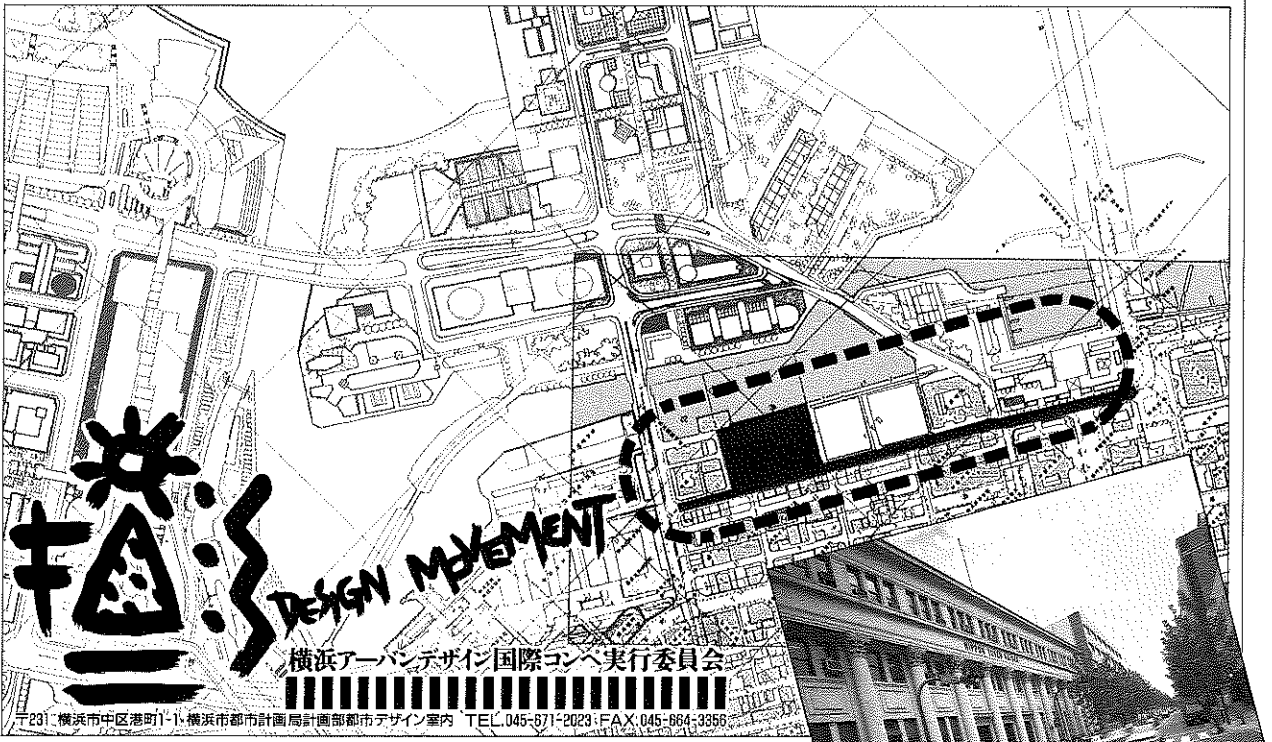 DESIGN MOVEMENT
横浜アーバンデザイン国際コンペ実行委員会
〒231 横浜市中区港町1-1 横浜市都市計画局計画部都市デザイン室内 TEL.045-671-2023 FAX.045-664-3356